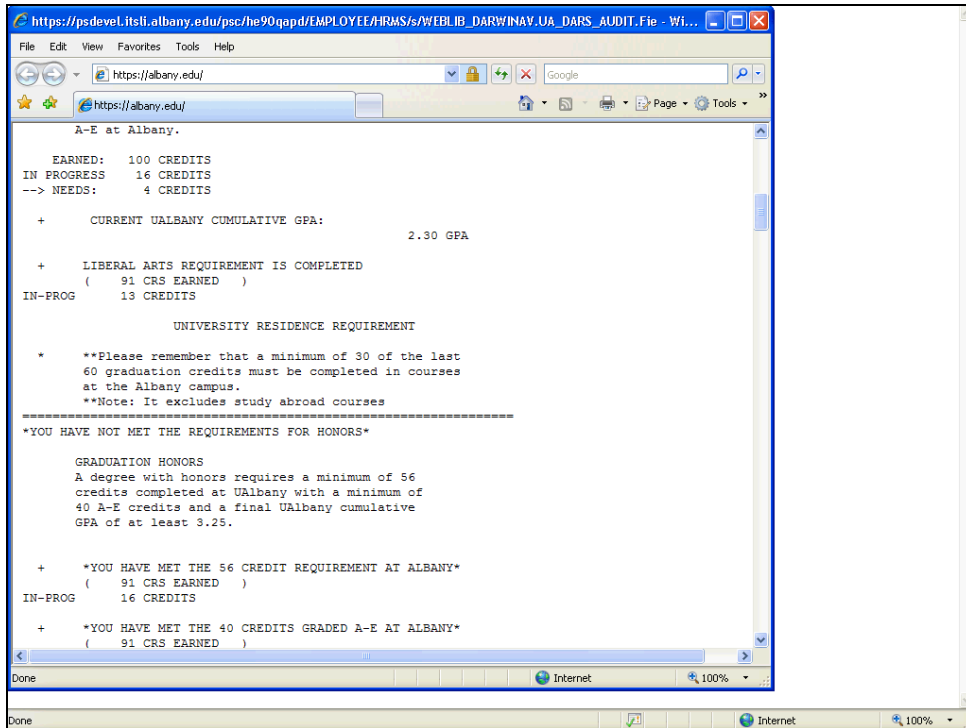 https://psdevel.itsli.albany.edu/psc/he90qapd/EMPLOYEE/HRMS/s/WEBLIB_DARWINAV.UA_DARS_AUDIT.Fie - Wi...
File Edit View Favorites Tools Help
https://albany.edu/
Google
https://albany.edu/
Page Tools
A-E at Albany.
EARNED: 100 CREDITS
IN PROGRESS 16 CREDITS
--> NEEDS: 4 CREDITS
+ CURRENT UALBANY CUMULATIVE GPA:
2.30 GPA
+ LIBERAL ARTS REQUIREMENT IS COMPLETED
( 91 CRS EARNED )
IN-PROG 13 CREDITS
UNIVERSITY RESIDENCE REQUIREMENT
* **Please remember that a minimum of 30 of the last
60 graduation credits must be completed in courses
at the Albany campus.
**Note: It excludes study abroad courses
=================================================================
*YOU HAVE NOT MET THE REQUIREMENTS FOR HONORS*
GRADUATION HONORS
A degree with honors requires a minimum of 56
credits completed at UAlbany with a minimum of
40 A-E credits and a final UAlbany cumulative
GPA of at least 3.25.
+ *YOU HAVE MET THE 56 CREDIT REQUIREMENT AT ALBANY*
( 91 CRS EARNED )
IN-PROG 16 CREDITS
+ *YOU HAVE MET THE 40 CREDITS GRADED A-E AT ALBANY*
( 91 CRS EARNED )
Done Internet 100%
Done Internet 100%